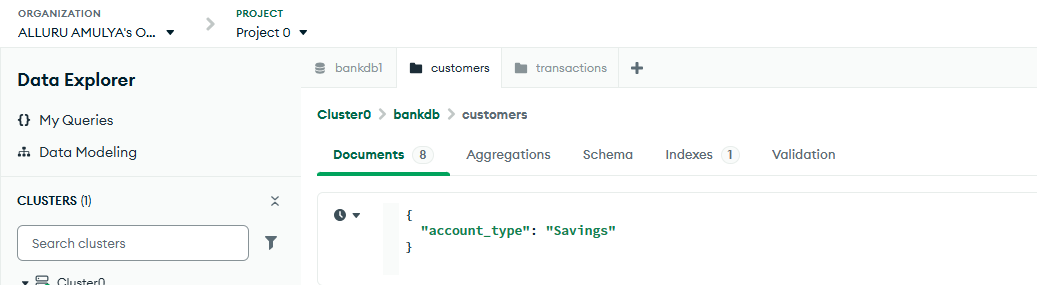 ORGANIZATION
ALLURU AMULYA's O...
PROJECT
Project 0
Data Explorer
My Queries
Data Modeling
CLUSTERS (1)
Search clusters
Cluster0
bankdb1
customers
transactions
Cluster0 > bankdb > customers
Documents 8 Aggregations Schema Indexes 1 Validation
{
"account_type": "Savings"
}